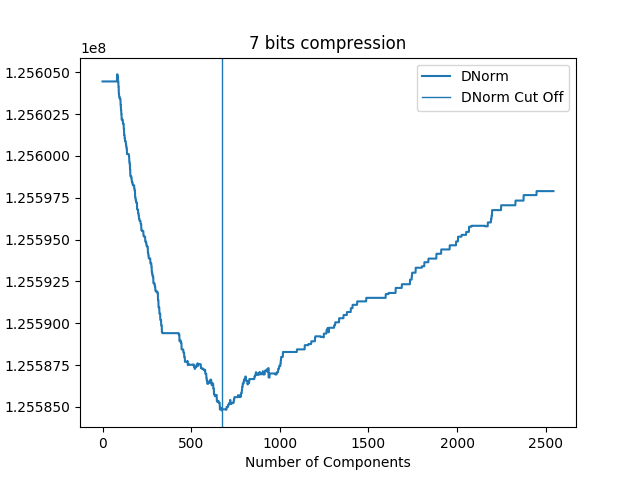 7 bits compression
1e8
DNorm
DNorm Cut Off
1.256050
1.256025
1.256000
1.255975
1.255950
1.255925
1.255900
1.255875
1.255850
0 500 1000 1500 2000 2500
Number of Components